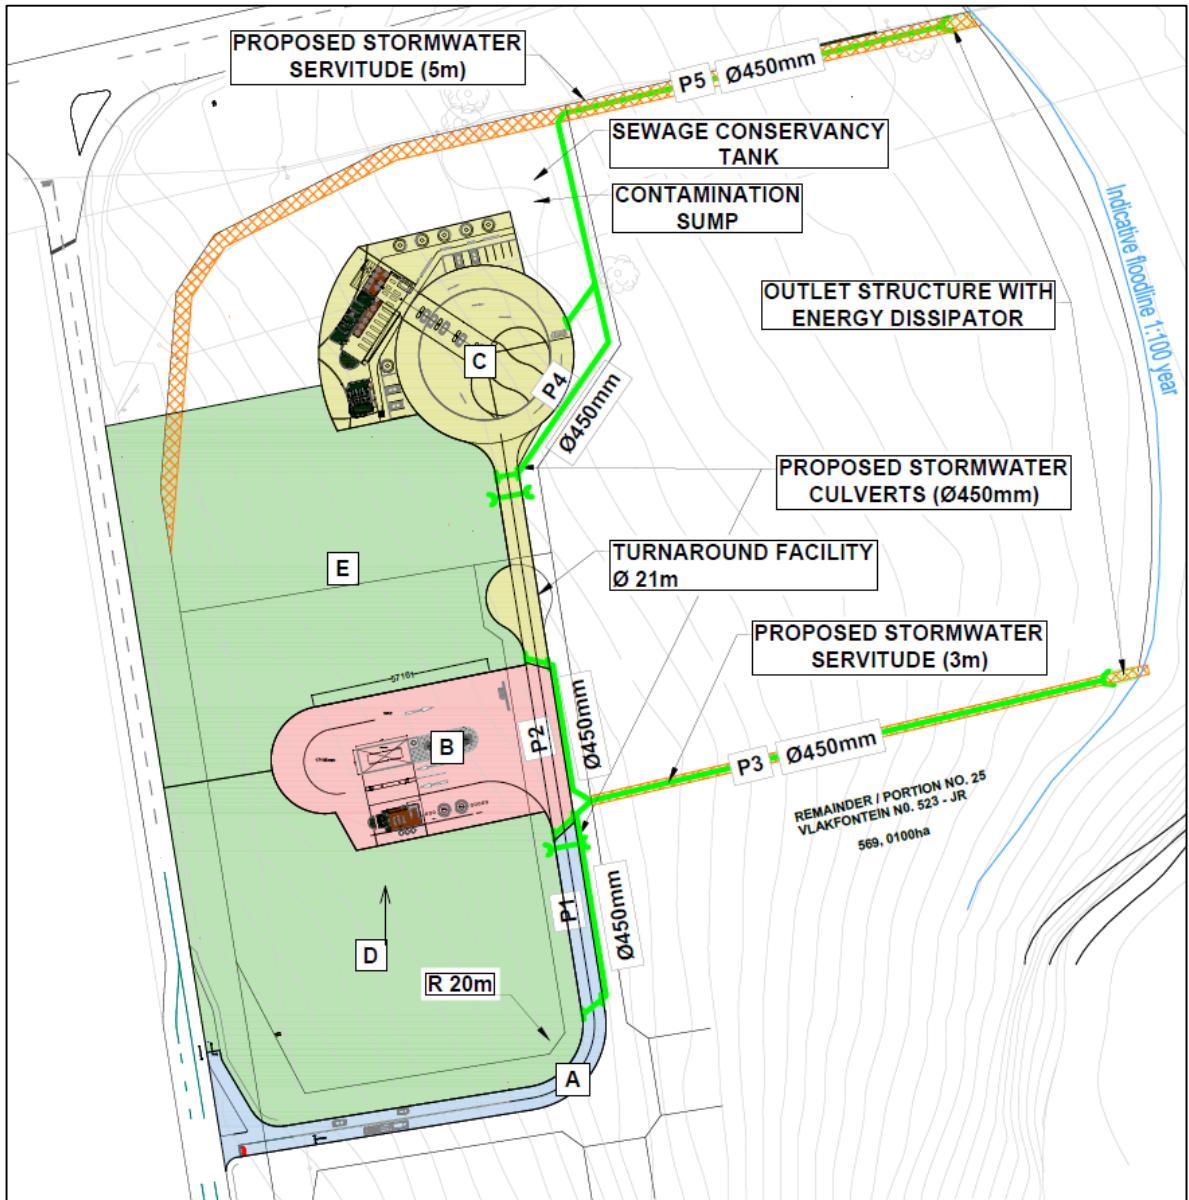 PROPOSED STORMWATER
SERVITUDE (5m)
P5
Ø450mm
SEWAGE CONSERVANCY
TANK
CONTAMINATION
SUMP
Indicative floodline 1:100 year
OUTLET STRUCTURE WITH
ENERGY DISSIPATOR
C
P4
Ø450mm
PROPOSED STORMWATER
CULVERTS (Ø450mm)
E
TURNAROUND FACILITY
Ø 21m
PROPOSED STORMWATER
SERVITUDE (3m)
B
P2
Ø450mm
P3
Ø450mm
REMAINDER / PORTION NO. 25
VLAKFONTEIN N0. 523 - JR
569, 0100ha
P1
Ø450mm
D
R 20m
A